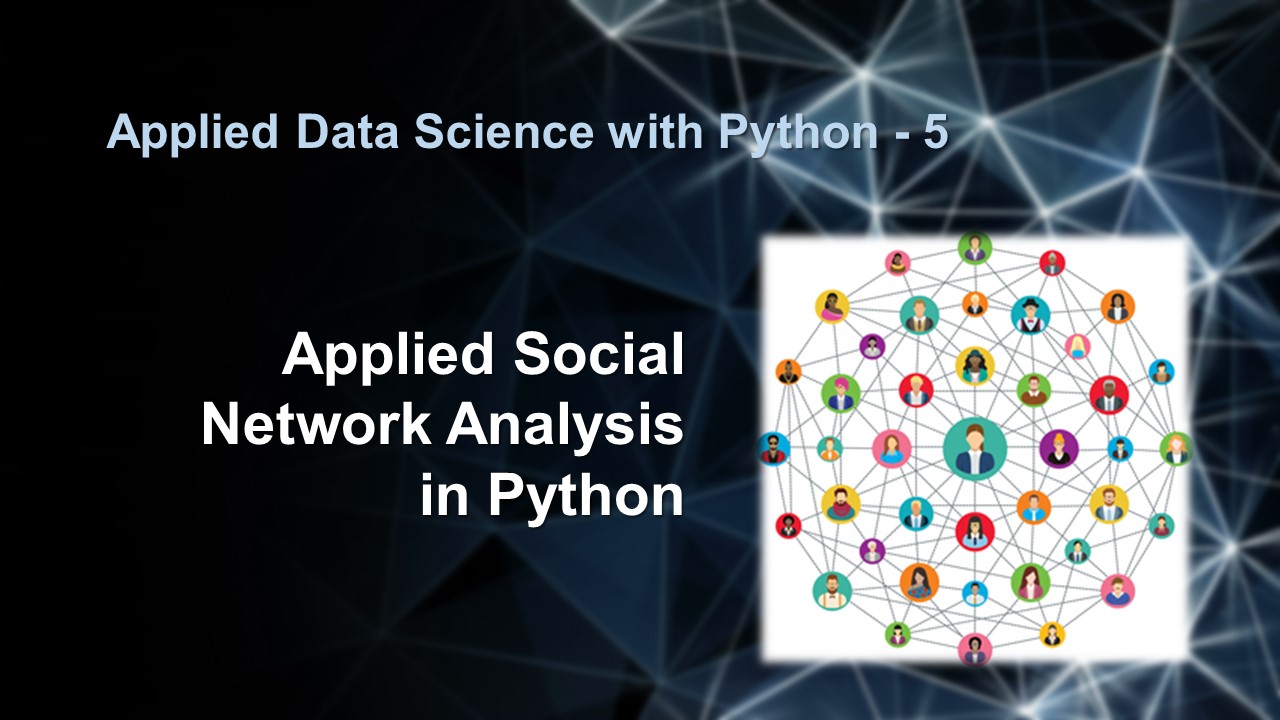 Applied Data Science with Python - 5
Applied Social
Network Analysis
in Python